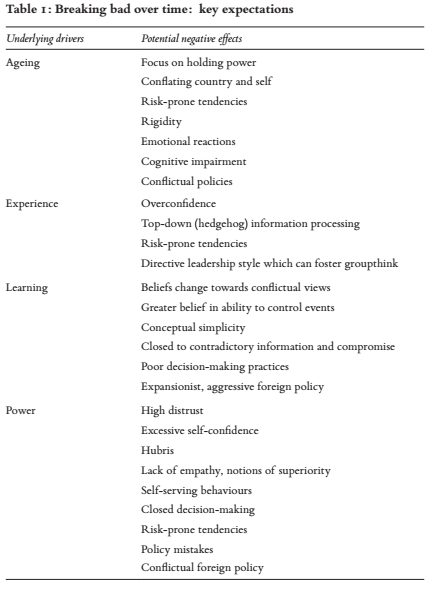 Table 1: Breaking bad over time: key expectations
Underlying drivers Potential negative effects
Ageing Focus on holding power
Conflating country and self
Risk-prone tendencies
Rigidity
Emotional reactions
Cognitive impairment
Conflictual policies
Experience Overconfidence
Top-down (hedgehog) information processing
Risk-prone tendencies
Directive leadership style which can foster groupthink
Learning Beliefs change towards conflictual views
Greater belief in ability to control events
Conceptual simplicity
Closed to contradictory information and compromise
Poor decision-making practices
Expansionist, aggressive foreign policy
Power High distrust
Excessive self-confidence
Hubris
Lack of empathy, notions of superiority
Self-serving behaviours
Closed decision-making
Risk-prone tendencies
Policy mistakes
Conflictual foreign policy